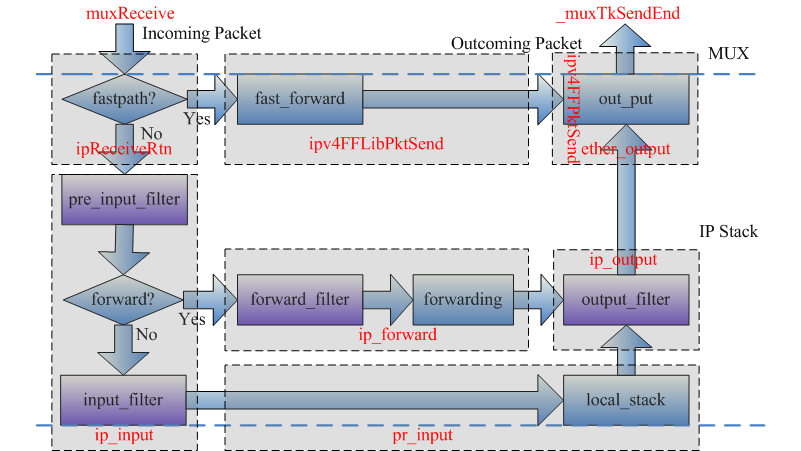 muxReceive
_muxTkSendEnd
Incoming Packet
Outcoming Packet
MUX
fastpath?
fast_forward
out_put
Yes
ipv4FFPktSend
No
ipReceiveRtn
ipv4FFLibPktSend
ether_output
pre_input_filter
IP Stack
ip_output
forward?
forward_filter
forwarding
output_filter
Yes
No
ip_forward
input_filter
local_stack
ip_input
pr_input